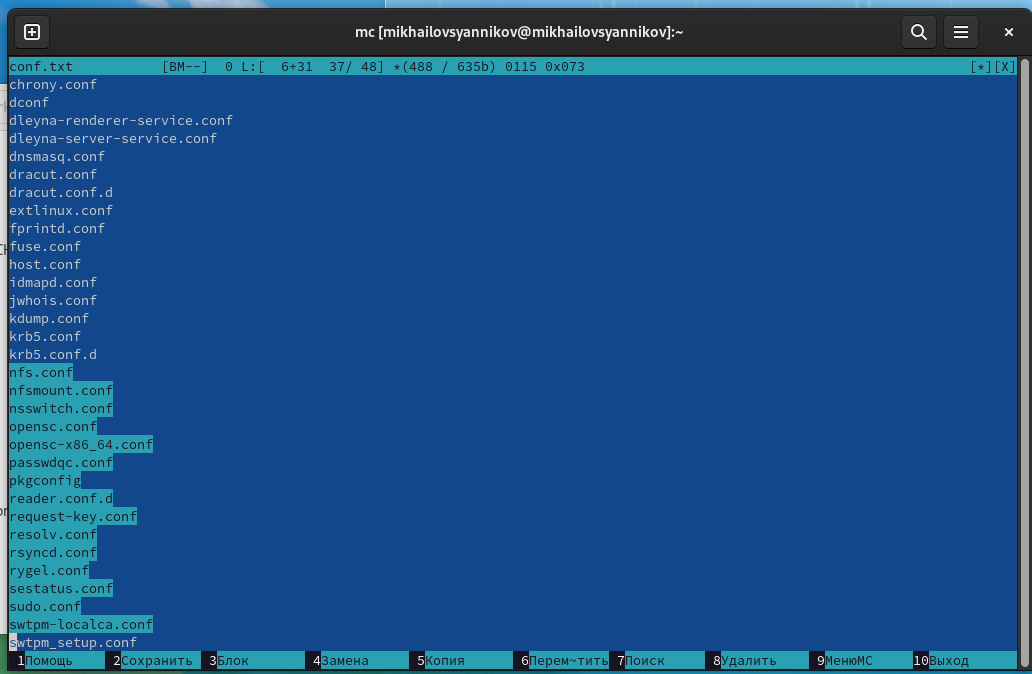 mc [mikhailovsyannikov@mikhailovsyannikov]:~
conf.txt [BM--] 0 L:[ 6+31 37/ 48] *(488 / 635b) 0115 0x073 [*][X]
chrony.conf
dconf
dleyna-renderer-service.conf
dleyna-server-service.conf
dnsmasq.conf
dracut.conf
dracut.conf.d
extlinux.conf
fprintd.conf
fuse.conf
host.conf
idmapd.conf
jwhois.conf
kdump.conf
krb5.conf
krb5.conf.d
nfs.conf
nfsmount.conf
nsswitch.conf
opensc.conf
opensc-x86_64.conf
passwdqc.conf
pkgconfig
reader.conf.d
request-key.conf
resolv.conf
rsyncd.conf
rygel.conf
sestatus.conf
sudo.conf
swtpm-localca.conf
swtpm_setup.conf
1Помощь 2Сохранить 3Блок 4Замена 5Копия 6Перем~тить 7Поиск 8Удалить 9МенюMC 10Выход